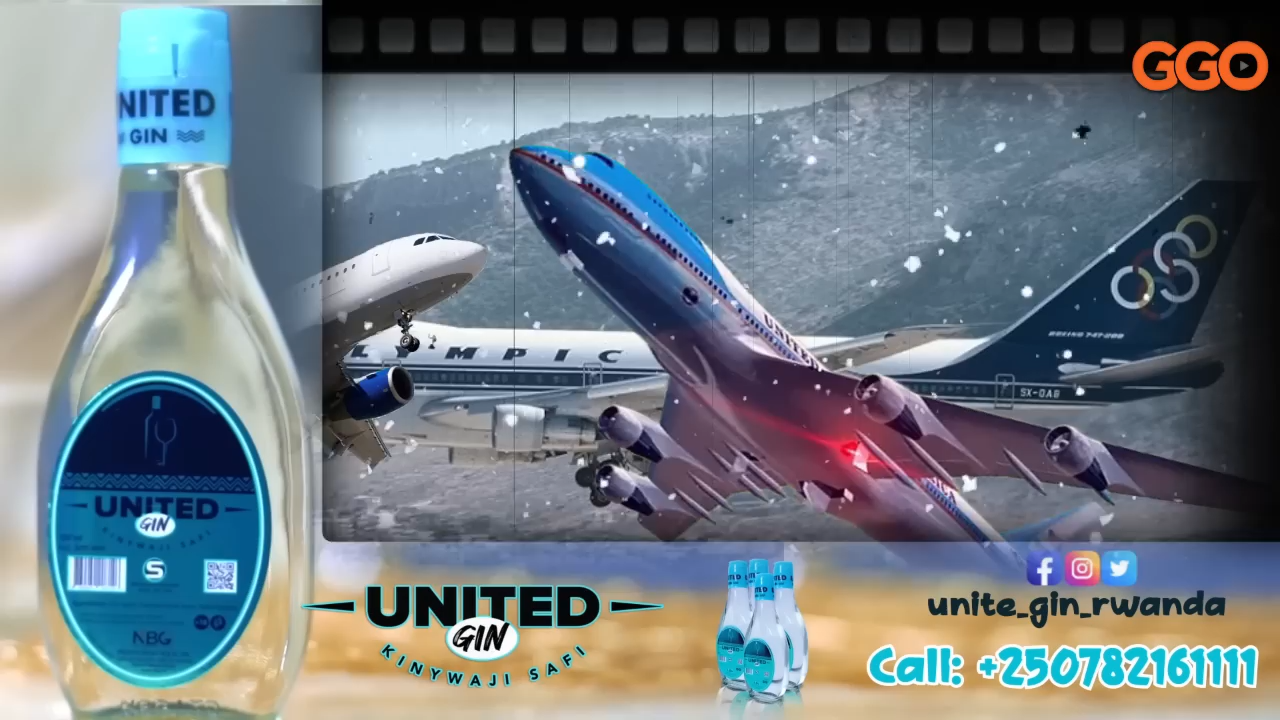 NITED
GIN
UNITED
GIN
KINYWAJI SAFI
NBG
GGO
LYMPIC
BOEING 747-200
SX-OAB
UNITED
GIN
KINYWAJI SAFI
unite_gin_rwanda
Call: +250782161111